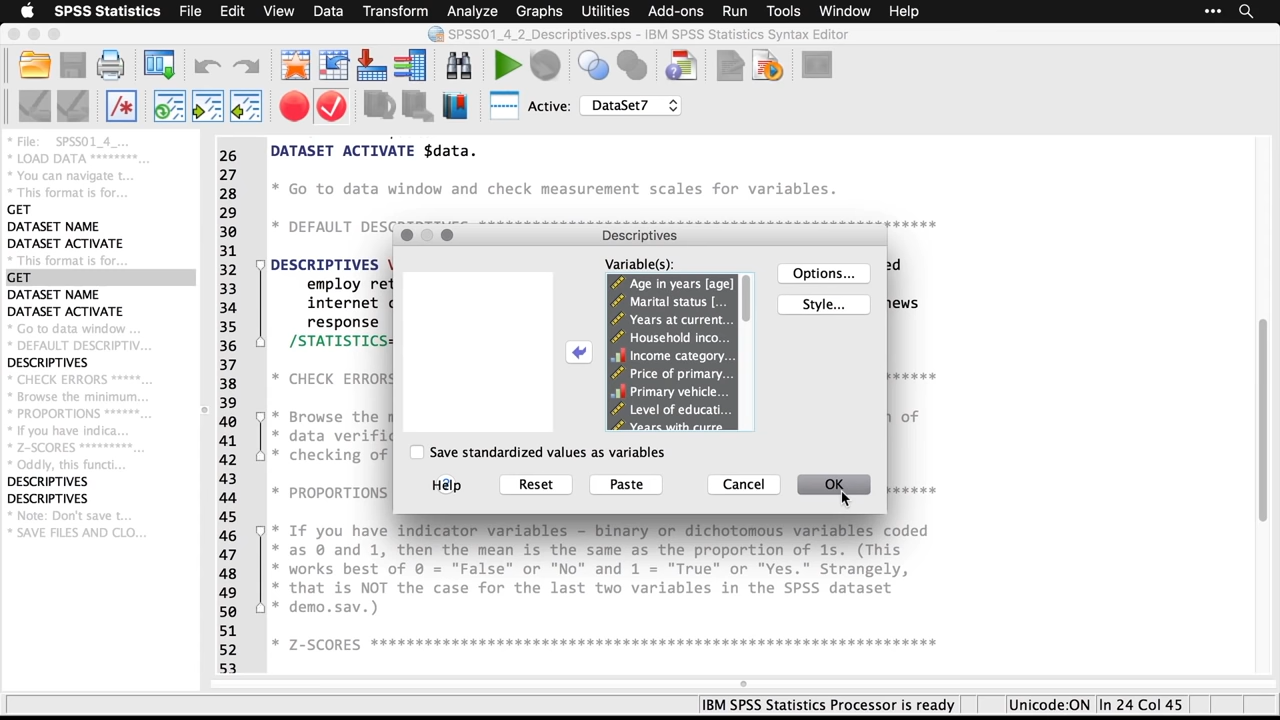 SPSS Statistics File Edit View Data Transform Analyze Graphs Utilities Add-ons Run Tools Window Help
SPSS01_4_2_Descriptives.sps - IBM SPSS Statistics Syntax Editor
Active: DataSet7
* File: SPSS01_4_...
* LOAD DATA ********...
* You can navigate t...
* This format is for...
GET
DATASET NAME
DATASET ACTIVATE
* This format is for...
GET
DATASET NAME
DATASET ACTIVATE
* Go to data window ...
* DEFAULT DESCRIPTIV...
DESCRIPTIVES
* CHECK ERRORS *****...
* Browse the minimum...
* PROPORTIONS ******...
* If you have indica...
* Z-SCORES *********...
* Oddly, this functi...
DESCRIPTIVES
DESCRIPTIVES
* Note: Don't save t...
* SAVE FILES AND CLO...
26 DATASET ACTIVATE $data.
27
28 * Go to data window and check measurement scales for variables.
29
30 * DEFAULT DESCRIPTIVES **************************************************
31
32 DESCRIPTIVES
33 employ
34 internet
35 response
36 /STATISTICS=
37
38 * CHECK ERRORS
39
40 * Browse the of
41 * data
42 * checking of
43
44 * PROPORTIONS
45
46 * If you have indicator variables – binary or dichotomous variables coded
47 * as 0 and 1, then the mean is the same as the proportion of 1s. (This
48 * works best of 0 = "False" or "No" and 1 = "True" or "Yes." Strangely,
49 * that is NOT the case for the last two variables in the SPSS dataset
50 * demo.sav.)
51
52 * Z-SCORES **************************************************************
53
Descriptives
Variable(s):
Age in years [age]
Marital status [...
Years at current...
Household inco...
Income category...
Price of primary...
Primary vehicle...
Level of educati...
Years with curre
Options...
Style...
Save standardized values as variables
Help Reset Paste Cancel OK
IBM SPSS Statistics Processor is ready Unicode:ON In 24 Col 45